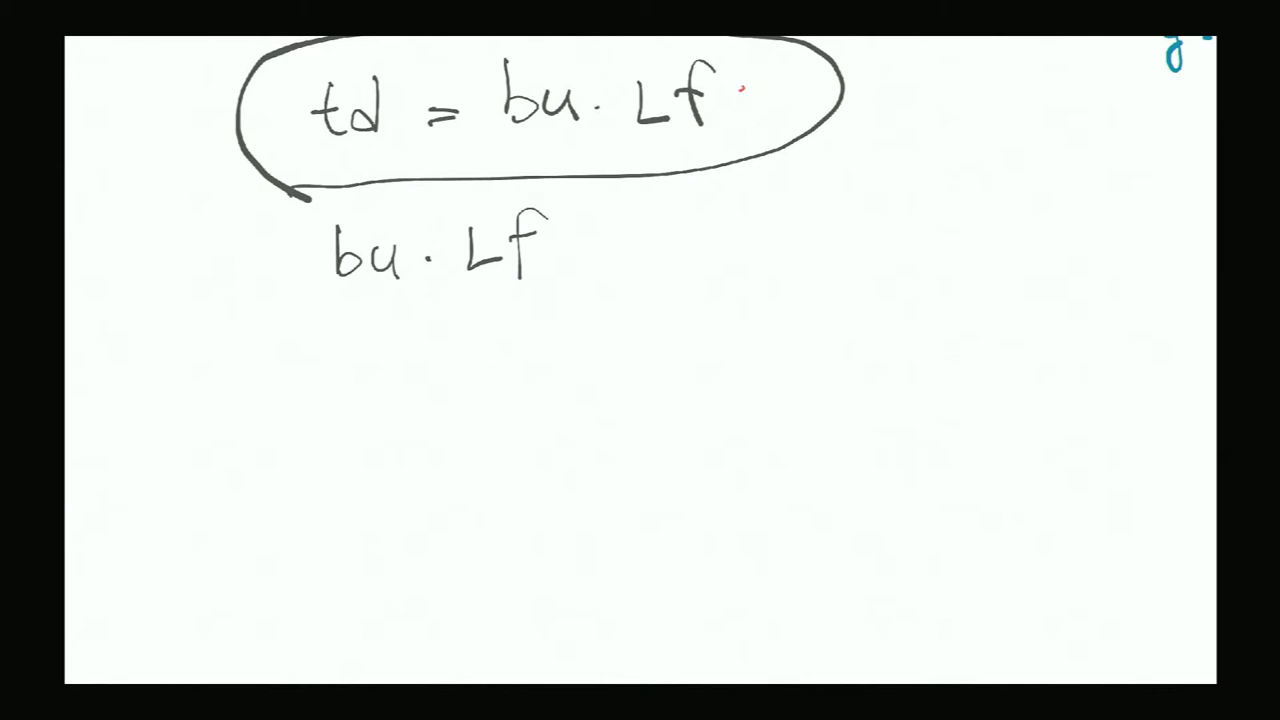 td = bu · Lf
bu · Lf